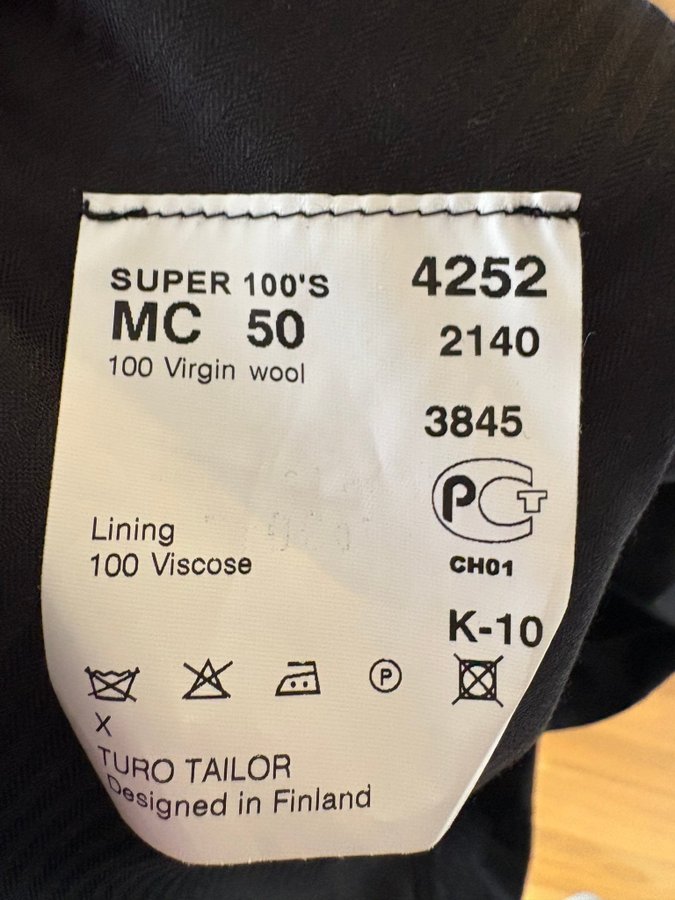 SUPER 100'S
MC 50
100 Virgin wool
4252
2140
3845
PCT
CH01
K-10
Lining
100 Viscose
P
X
TURO TAILOR
Designed in Finland